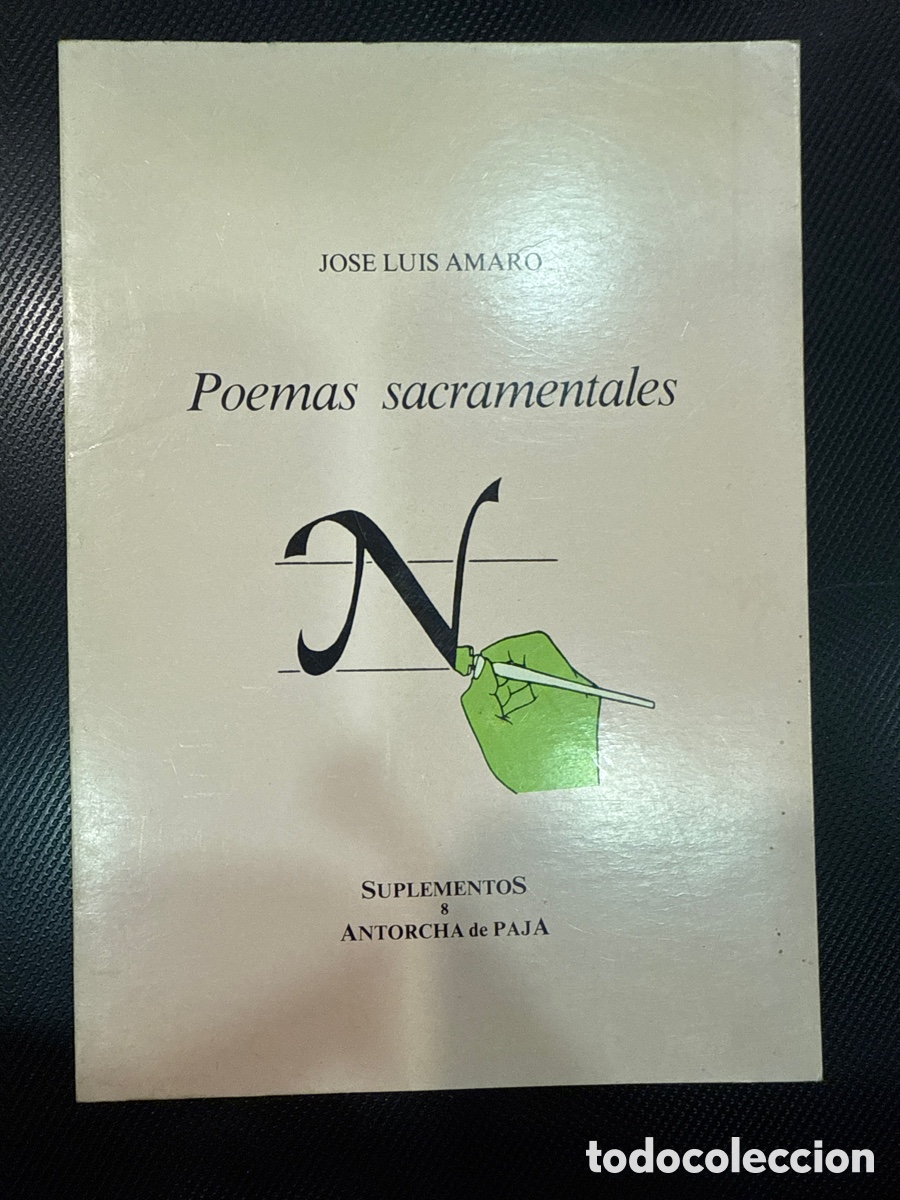 JOSE LUIS AMARO
Poemas sacramentales
N
SUPLEMENTOS
8
ANTORCHA de PAJA
todocoleccion